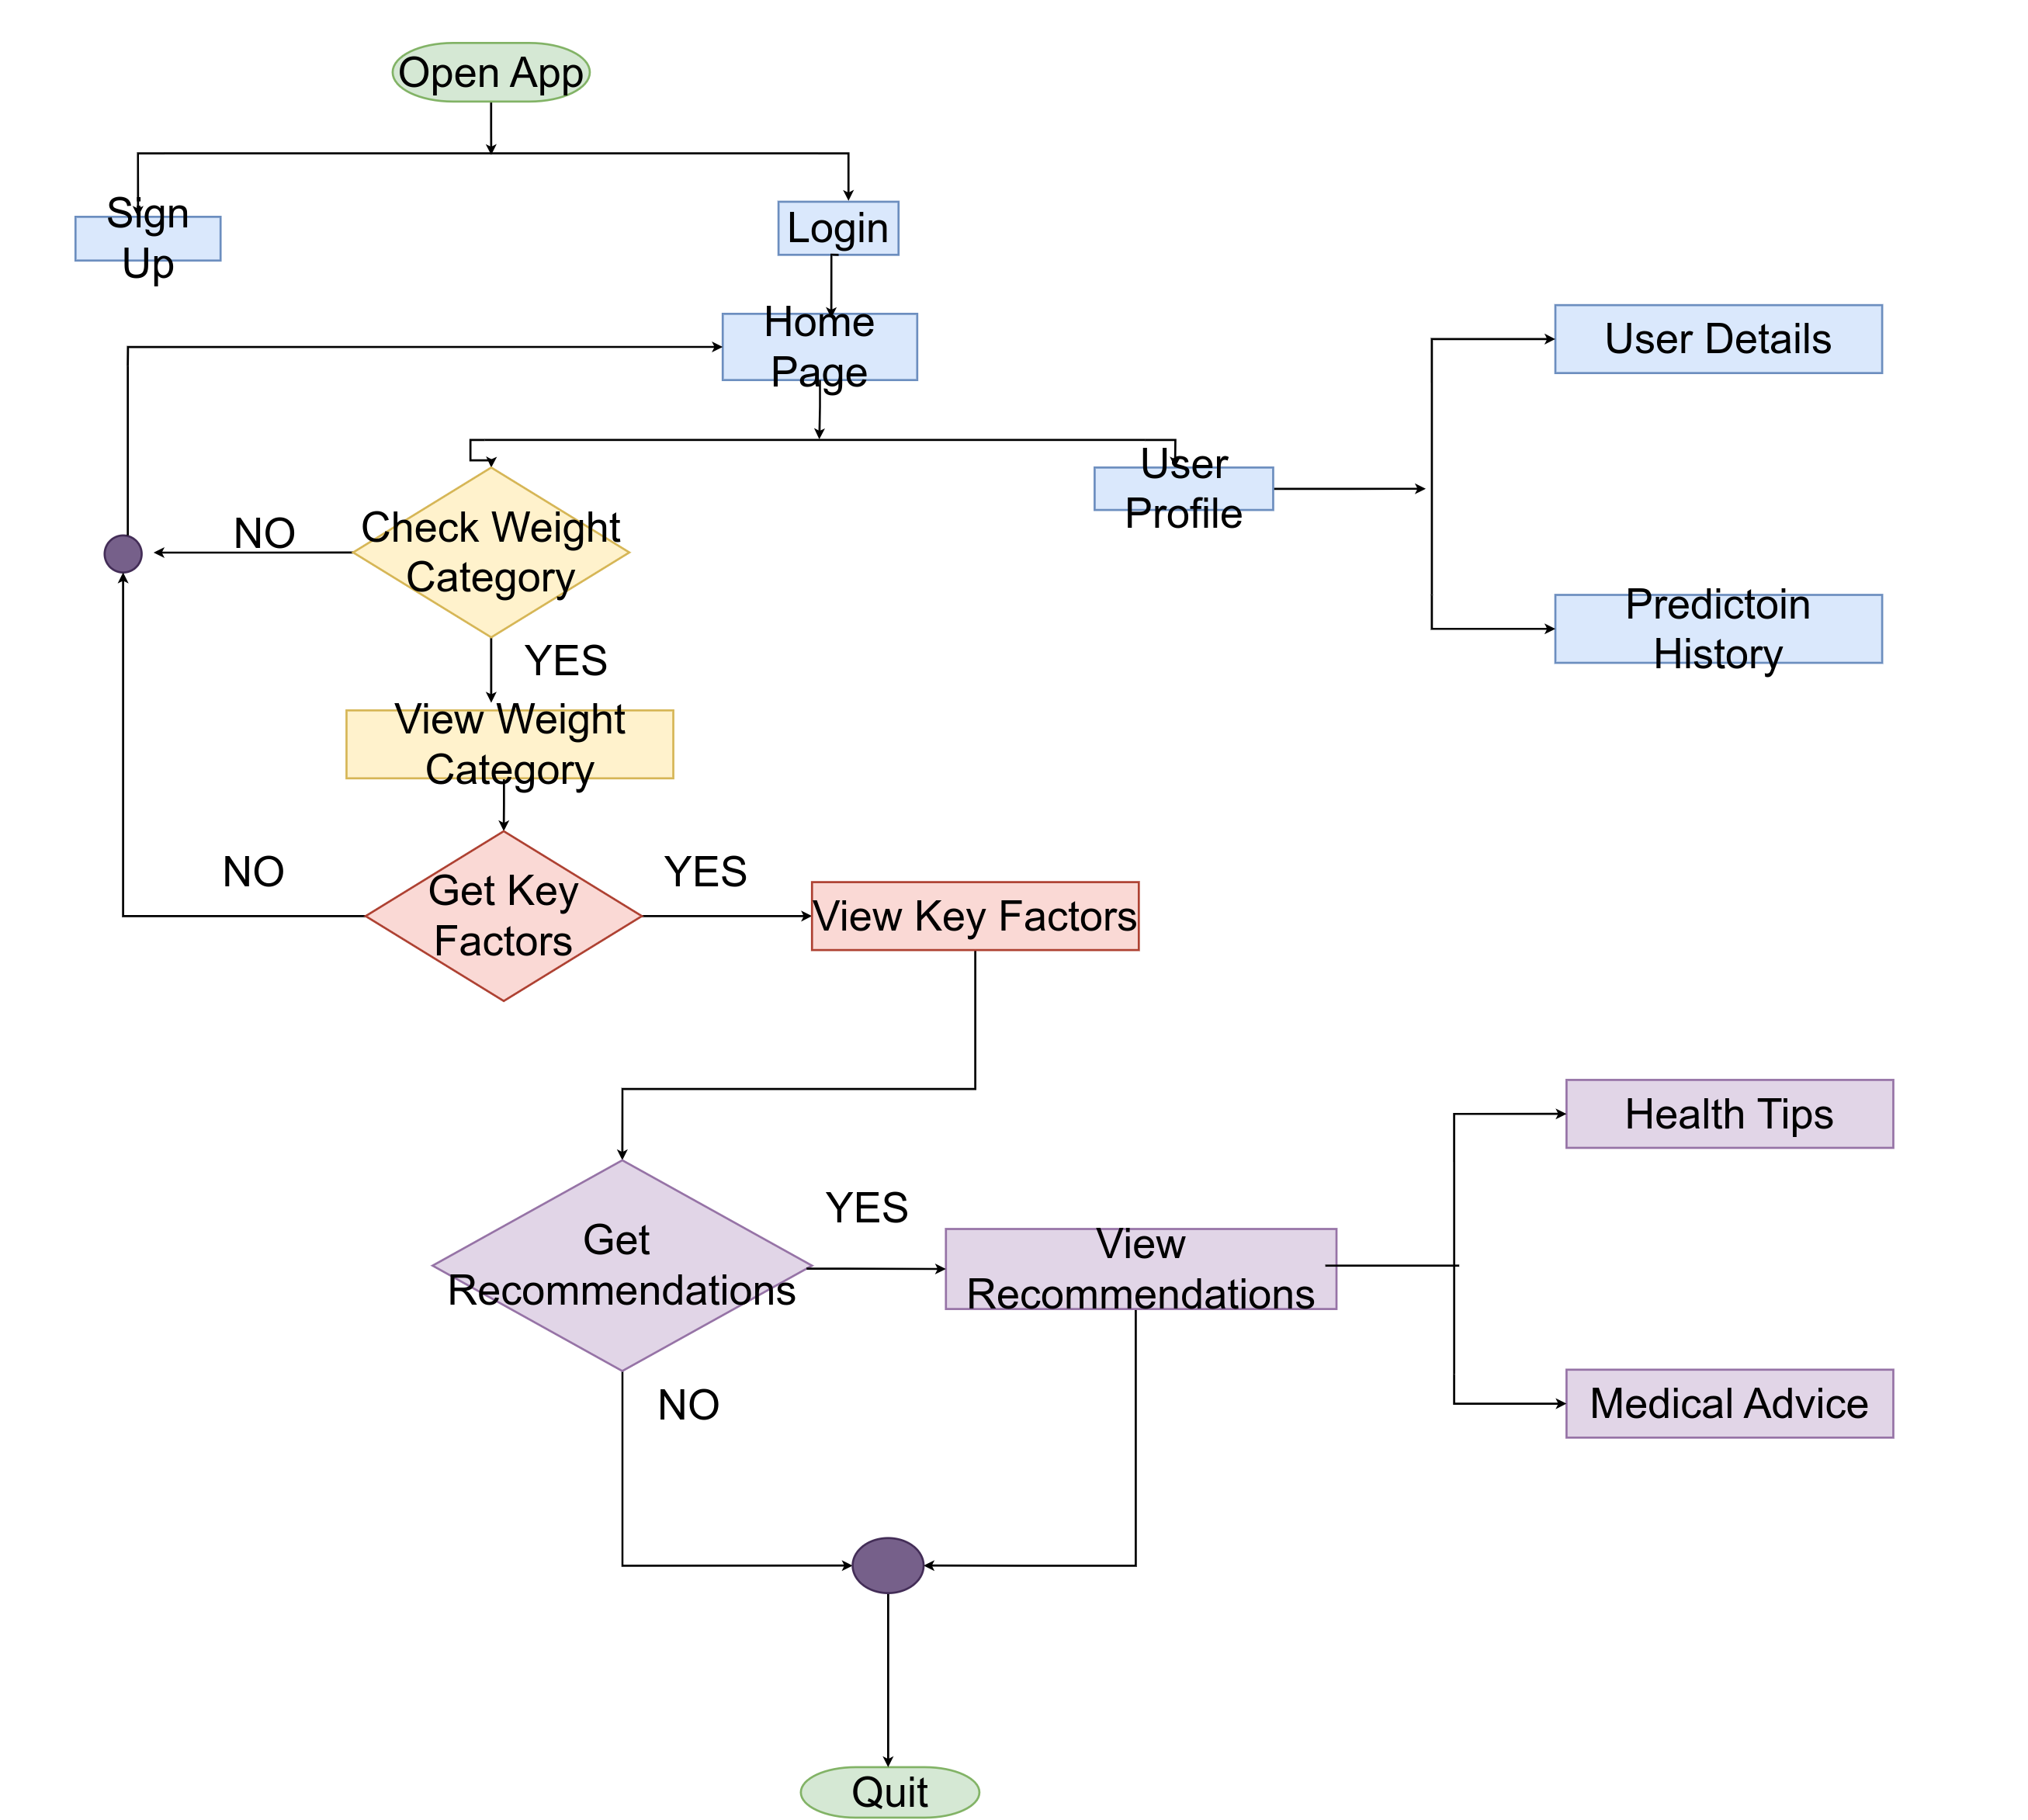 Open App
Sign
Up
Login
Home
Page
User Details
User
Profile
NO
Check Weight
Category
Predictoin
History
YES
View Weight
Category
NO
Get Key
Factors
YES
View Key Factors
Health Tips
Get
Recommendations
YES
View
Recommendations
NO
Medical Advice
Quit